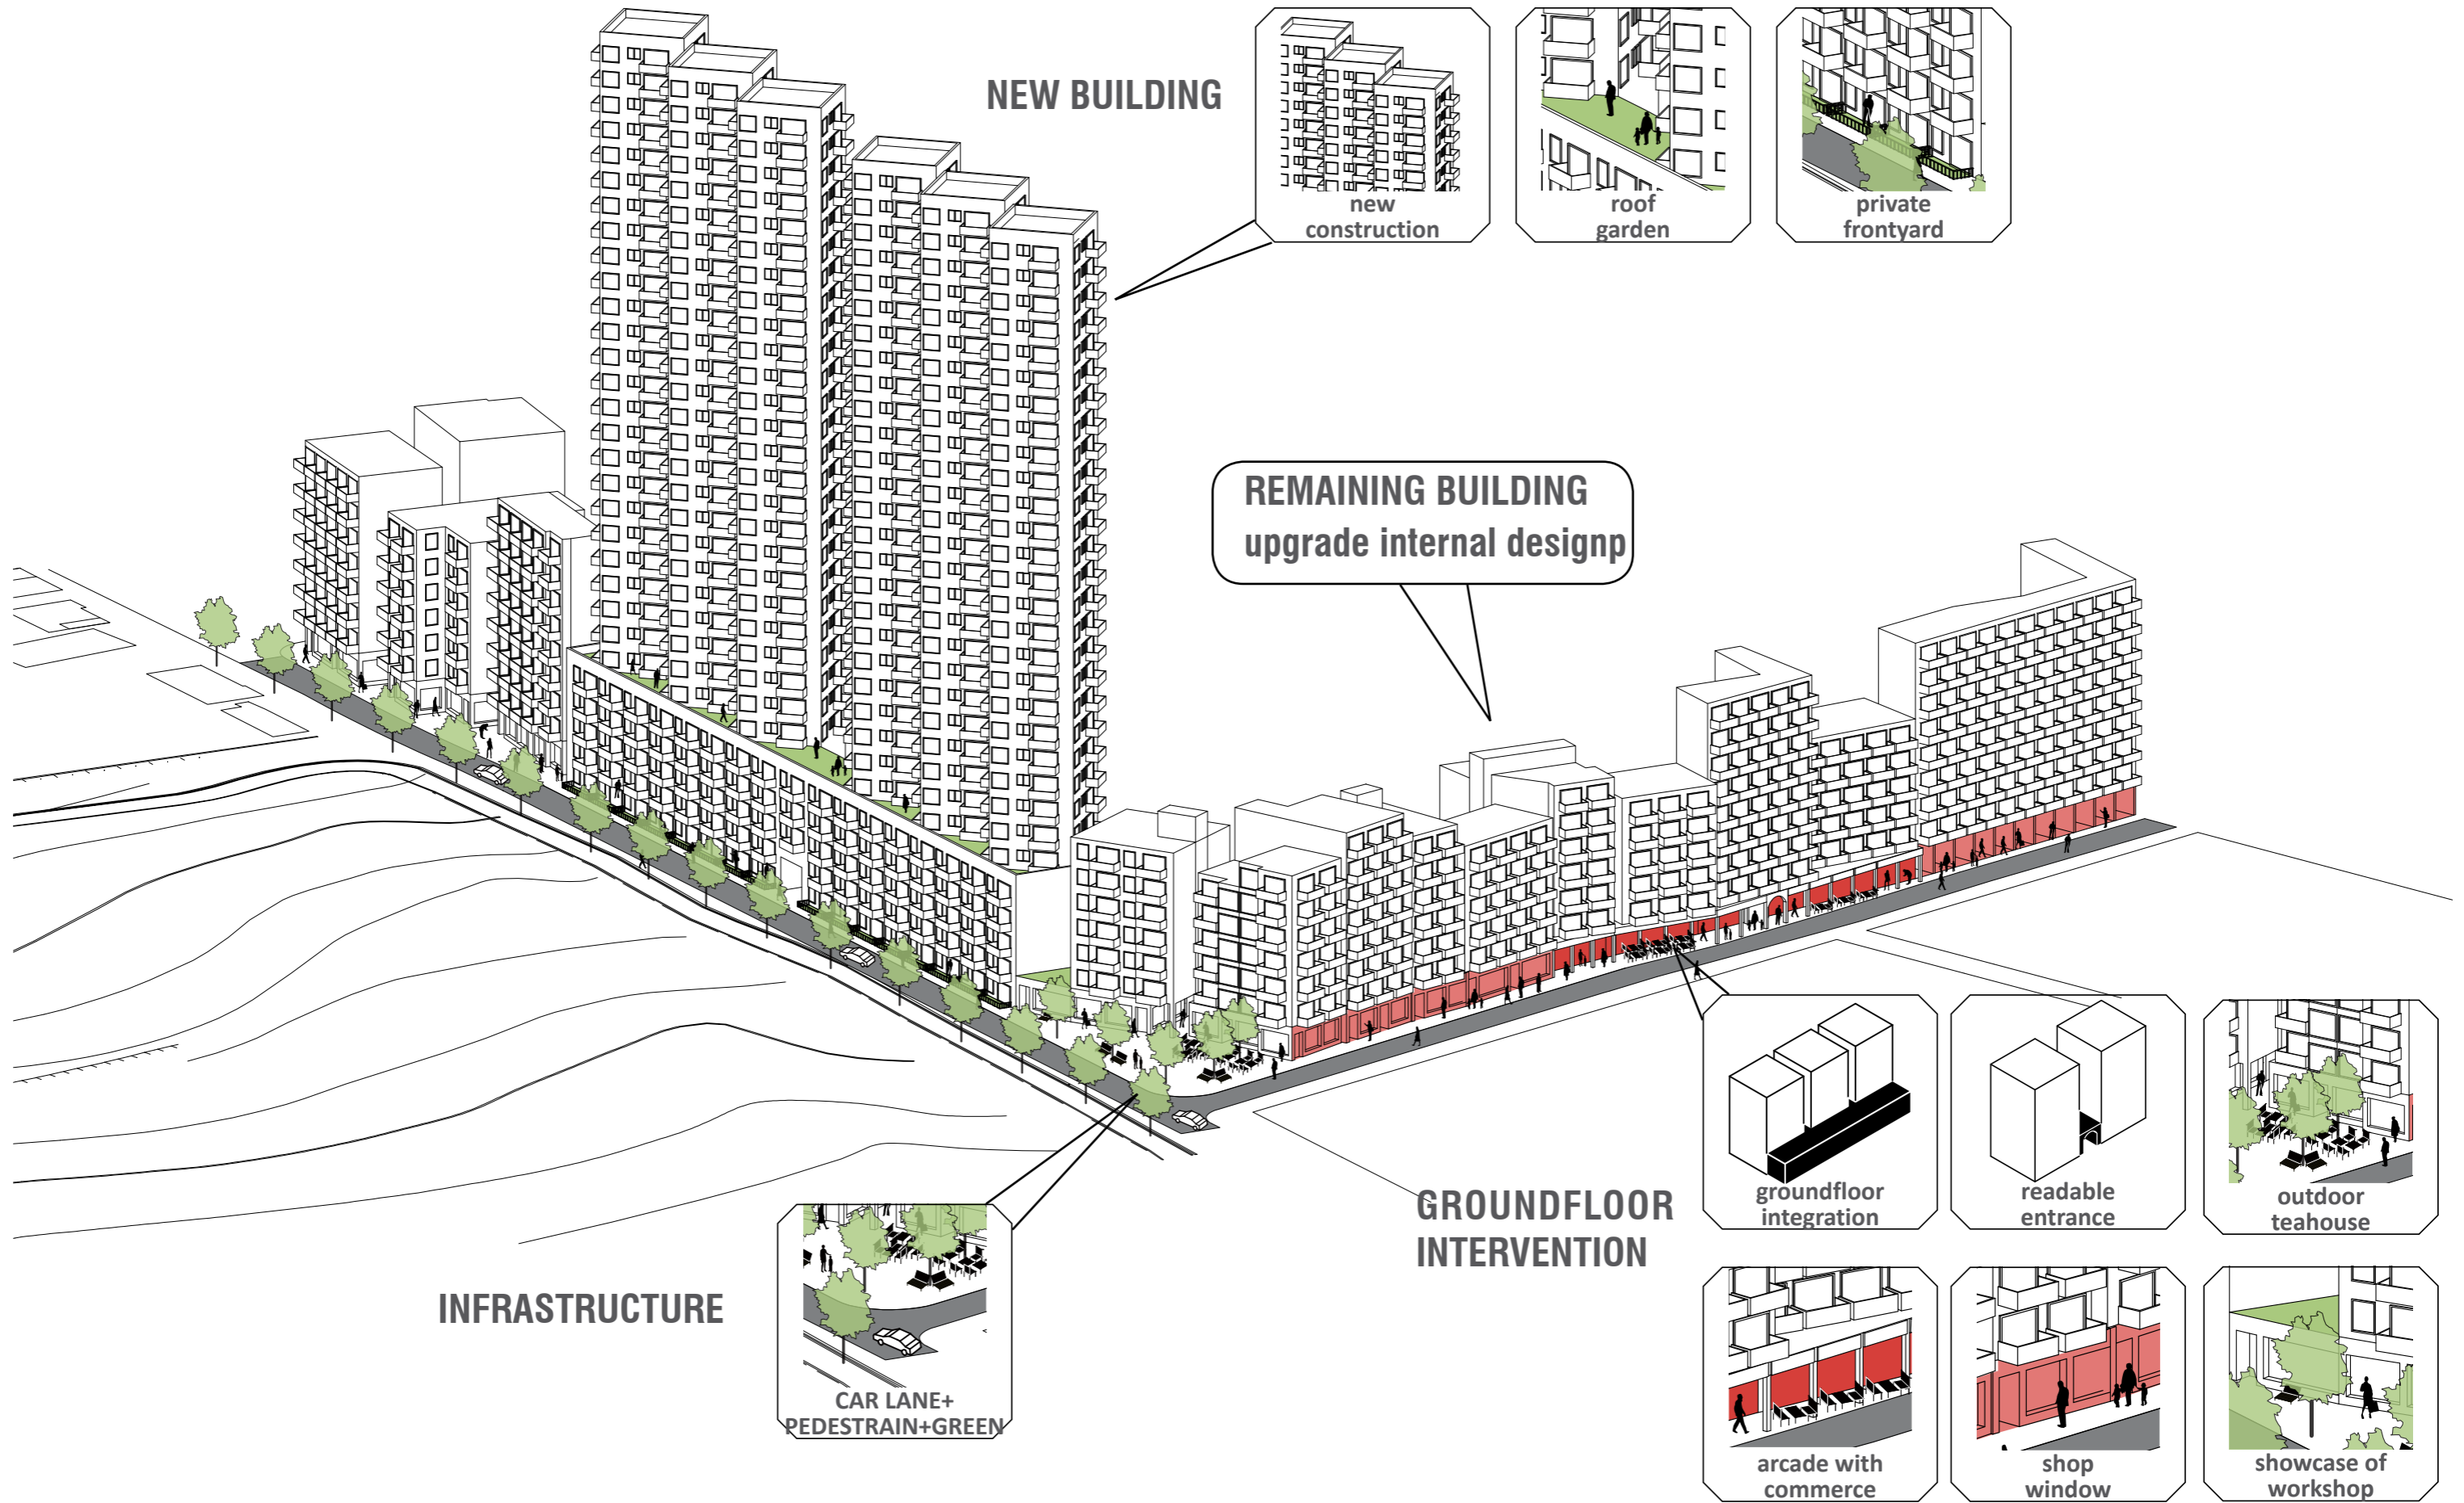 NEW BUILDING
new
construction
roof
garden
private
frontyard
REMAINING BUILDING
upgrade internal designp
GROUNDFLOOR
INTERVENTION
groundfloor
integration
readable
entrance
outdoor
teahouse
INFRASTRUCTURE
CAR LANE+
PEDESTRAIN+GREEN
arcade with
commerce
shop
window
showcase of
workshop